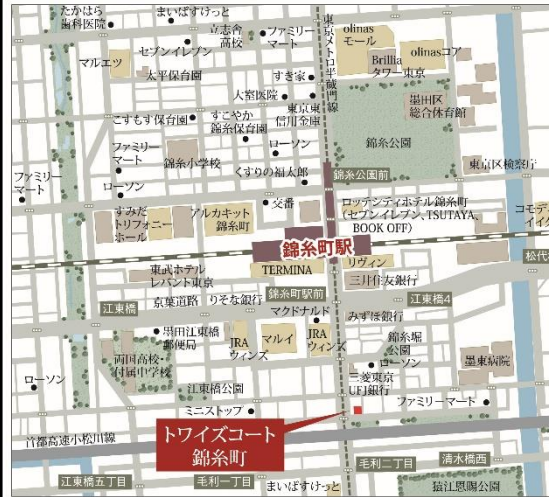 たかはら
歯科医院
まいばすけっと
立志舎
高校
ファミリー
マート
セブンイレブン
マルエツ
太平保育園
東京メトロ半蔵門線
olinas
モール
olinasコア
Brillia
タワー東京
すき家
大室医院
東京東
信用金庫
墨田区
総合体育館
こすもす保育園
すこやか
錦糸保育園
ローソン
錦糸公園
ファミリー
マート
錦糸小学校
くすりの福太郎
錦糸公園前
東京区検察庁
ファミリー
マート
ローソン
交番
ロッテシティホテル錦糸町
(セブンイレブン、TSUTAYA、
BOOK OFF)
すみだ
トリフォニー
ホール
アルカキット
錦糸町
コモディ
イイダ
錦糸町駅
東武ホテル
レバント東京
TERMINA
リヴィン
三井住友銀行
松代橋
江東橋
京葉道路
りそな銀行
錦糸町駅前
江東橋4
マクドナルド
みずほ銀行
墨田江東橋
郵便局
JRA
ウィンズ
マルイ
JRA
ウィンズ
錦糸堀
公園
ローソン
両国高校・
付属中学校
墨東病院
三菱東京
UFJ銀行
ローソン
江東橋公園
ミニストップ
ファミリーマート
トワイズコート
錦糸町
首都高速小松川線
江東橋五丁目
毛利一丁目
毛利二丁目
清水橋西
まいばすけっと
猿江恩賜公園